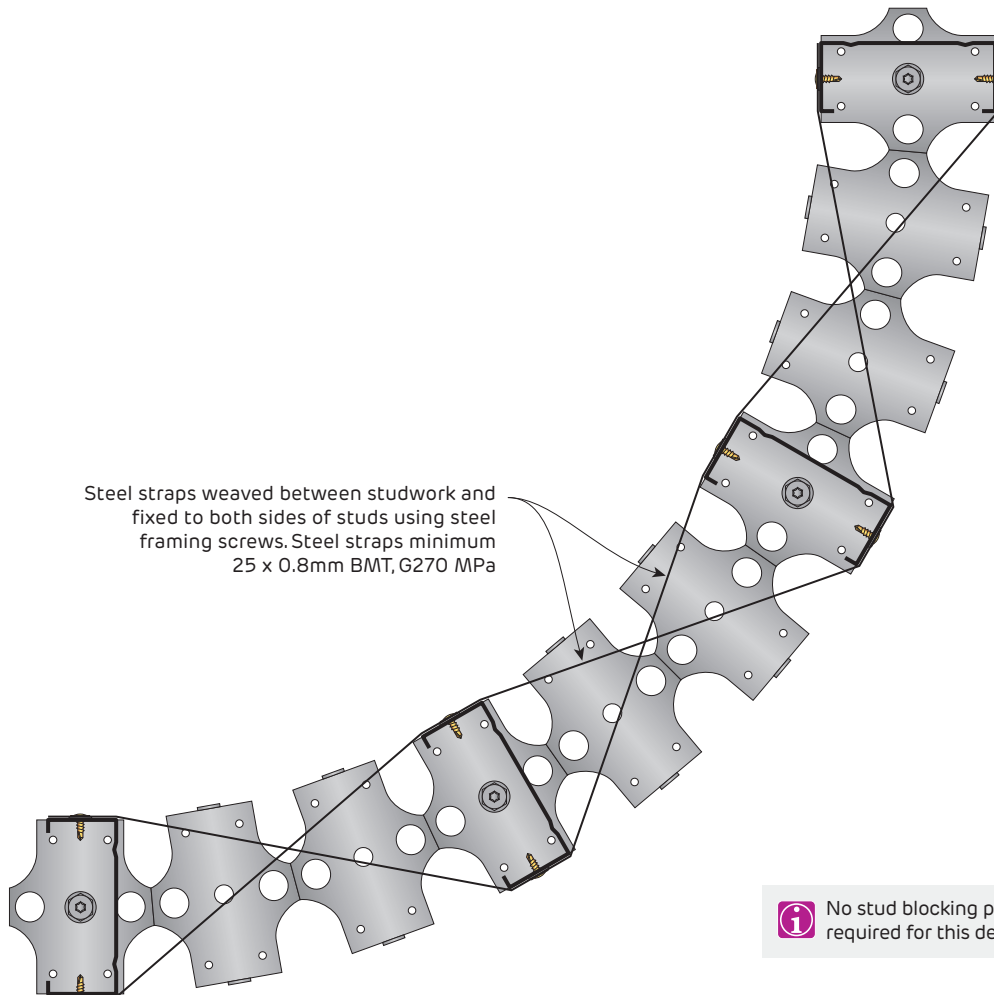 Steel straps weaved between studwork and
fixed to both sides of studs using steel
framing screws. Steel straps minimum
25 x 0.8mm BMT, G270 MPa
No stud blocking p
required for this de